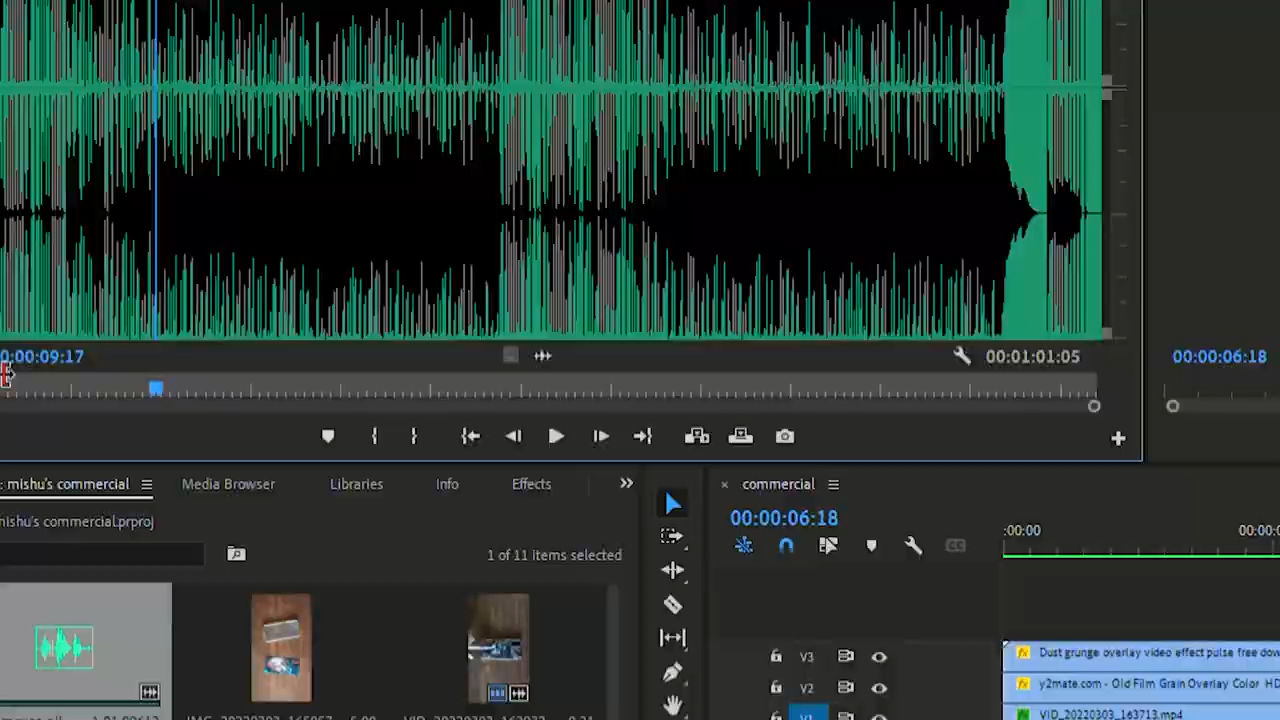 0:00:09:17
00:01:01:05
00:00:06:18
: mishu's commercial
Media Browser
Libraries
Info
Effects
commercial
mishu's commercial.prproj
00:00:06:18
:00:00
00:00:0
1 of 11 items selected
V3
Dust grunge overlay video effect pulse free dow
V2
y2mate.com - Old Film Grain Overlay Color HD
V1
VID_20220303_163713.mp4